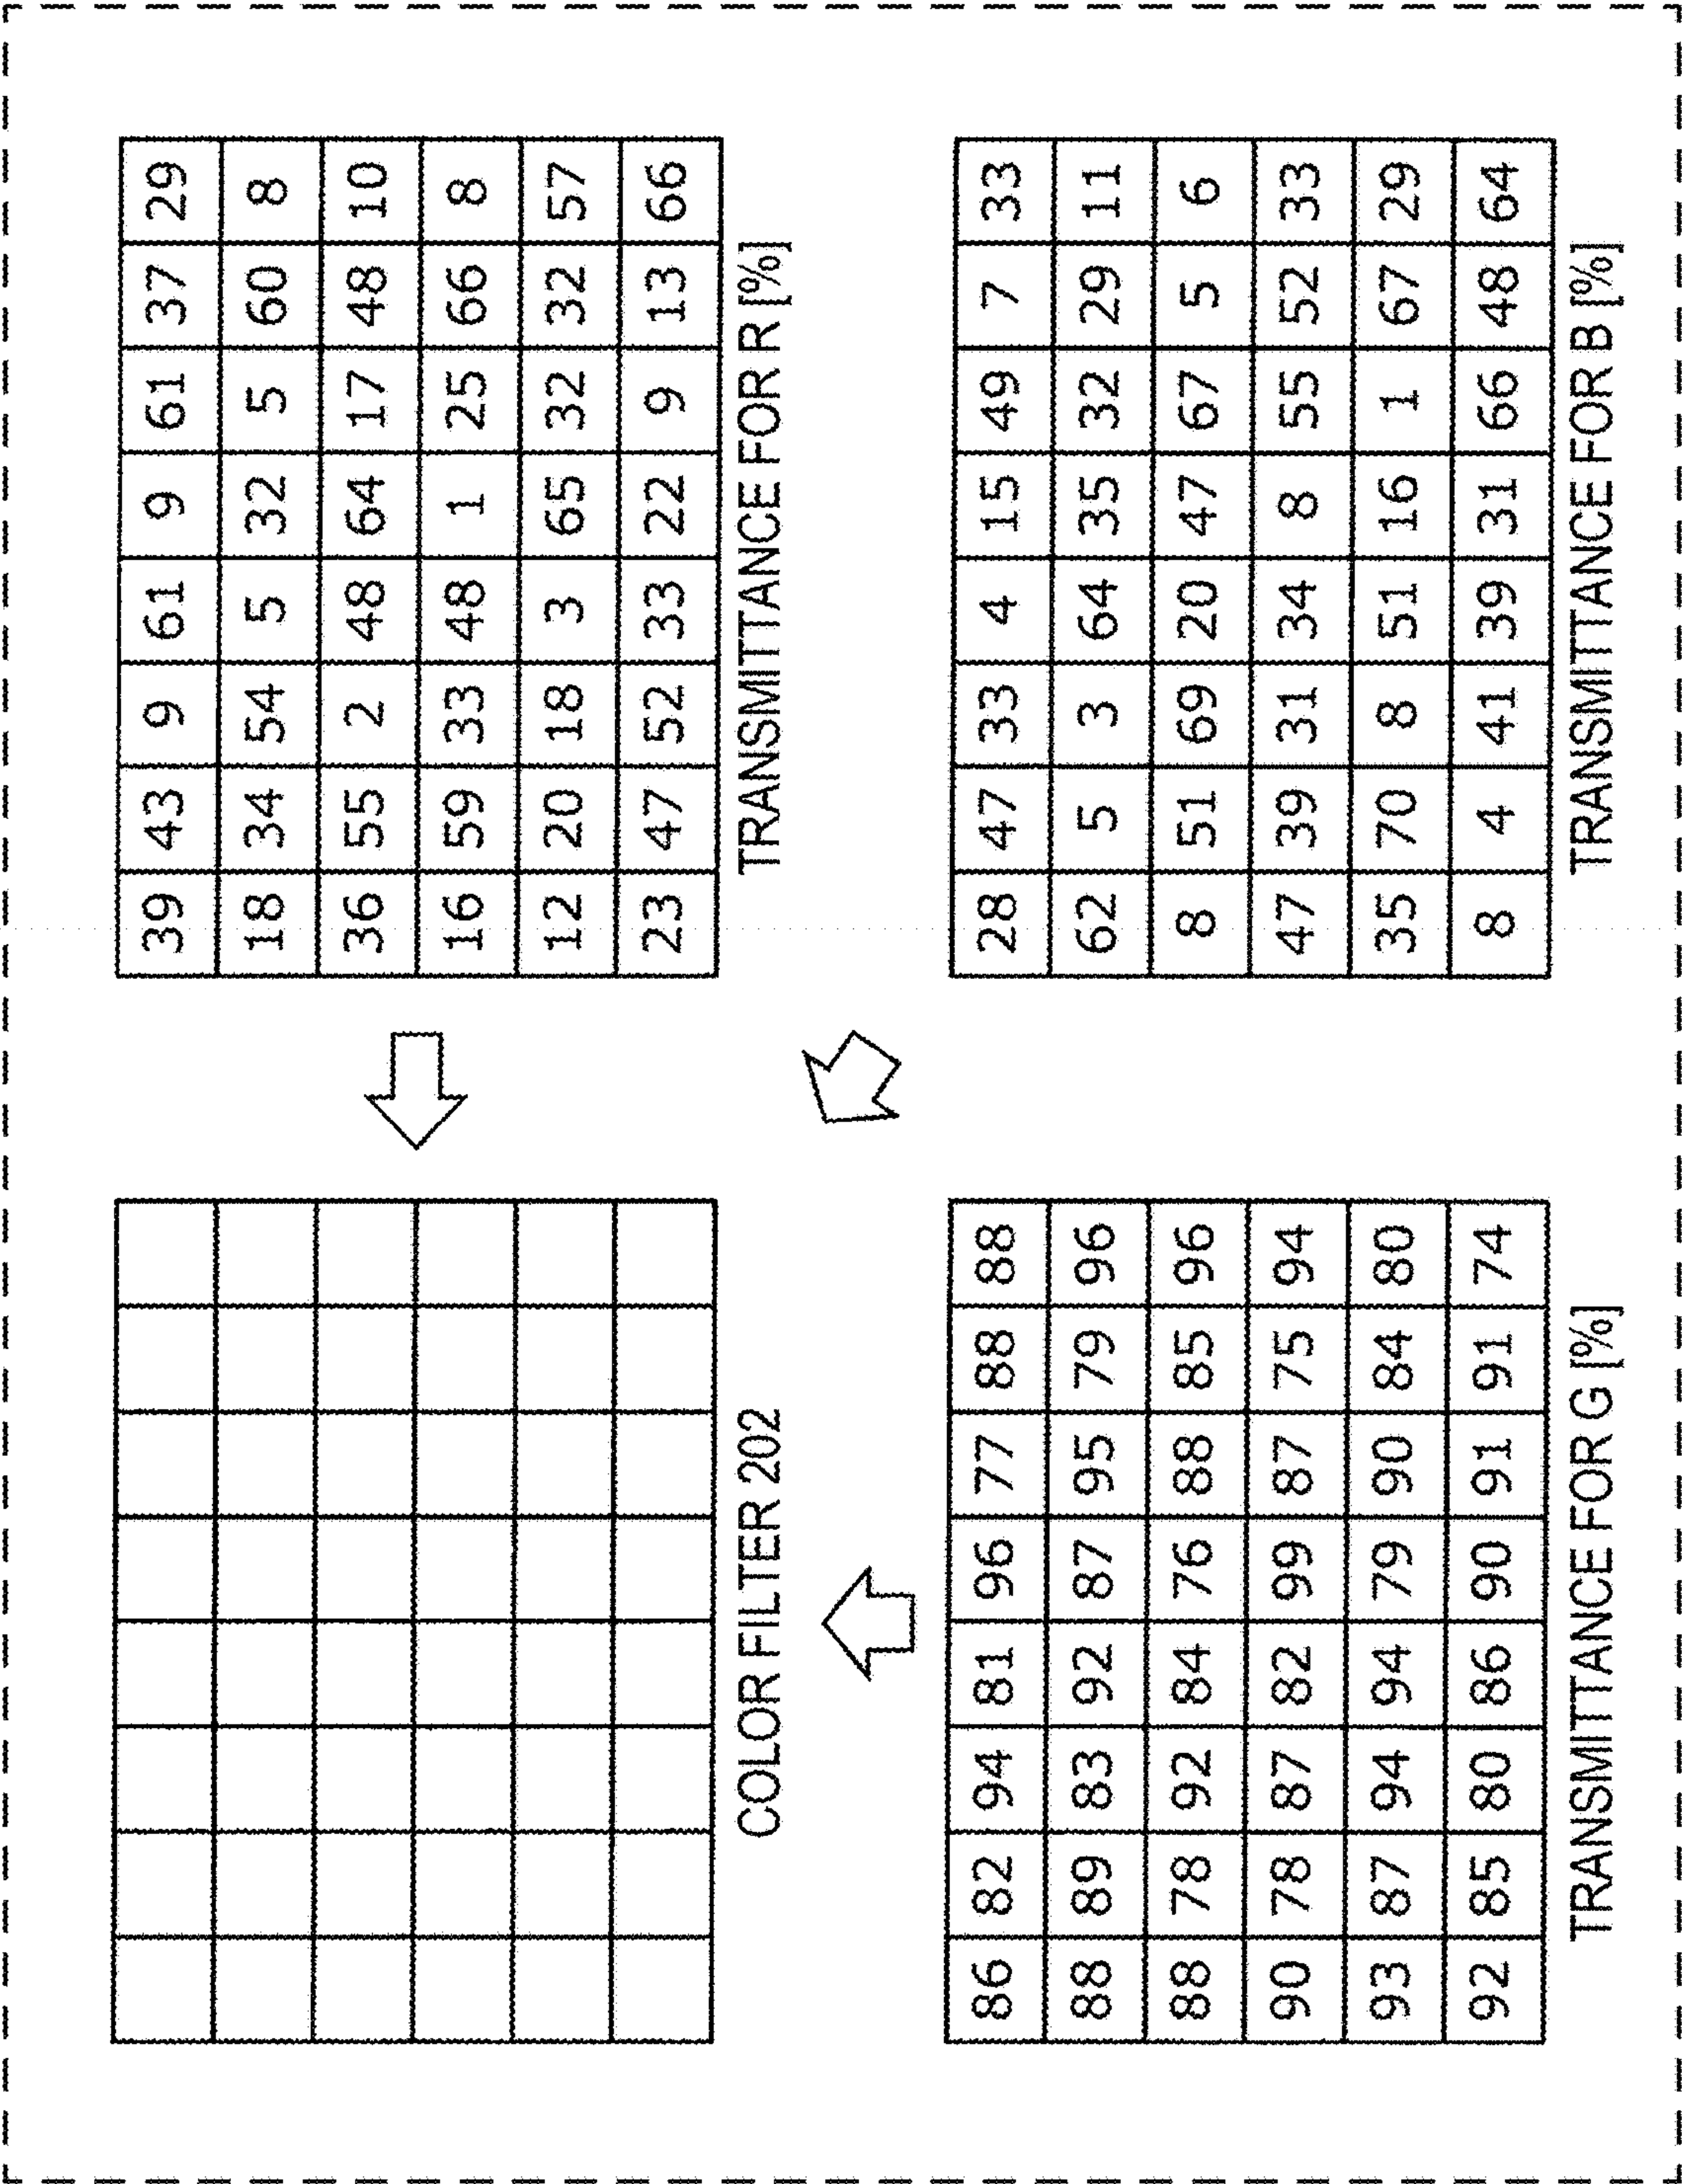 39 43 9 61 9 61 37 29
18 34 54 5 32 5 60 8
36 55 2 48 64 17 48 10
16 59 33 48 1 25 66 8
12 20 18 3 65 32 32 57
23 47 52 33 22 9 13 66
COLOR FILTER 202
TRANSMITTANCE FOR R [%]
86 82 94 81 96 77 88 88
88 89 83 92 87 95 79 96
88 78 92 84 76 88 85 96
90 78 87 82 99 87 75 94
93 87 94 94 79 90 84 80
92 85 80 86 90 91 91 74
TRANSMITTANCE FOR G [%]
28 47 33 4 15 49 7 33
62 5 3 64 35 32 29 11
8 51 69 20 47 67 5 6
47 39 31 34 8 55 52 33
35 70 8 51 16 1 67 29
8 4 41 39 31 66 48 64
TRANSMITTANCE FOR B [%]